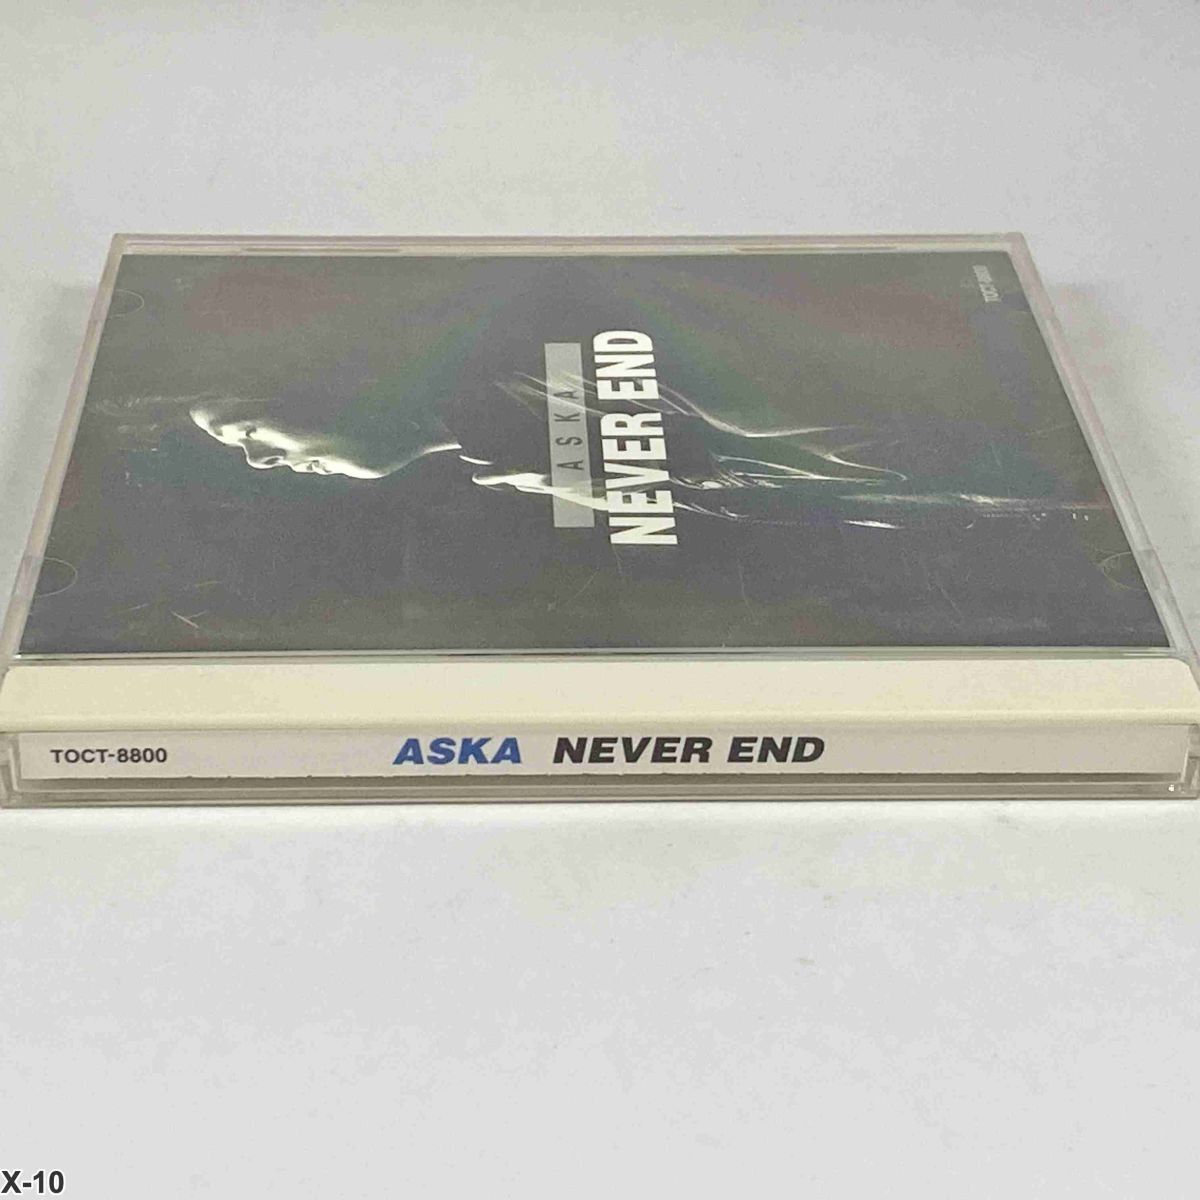 TOCT-8800
ASKA
NEVER END
TOCT-8800 ASKA NEVER END
X-10